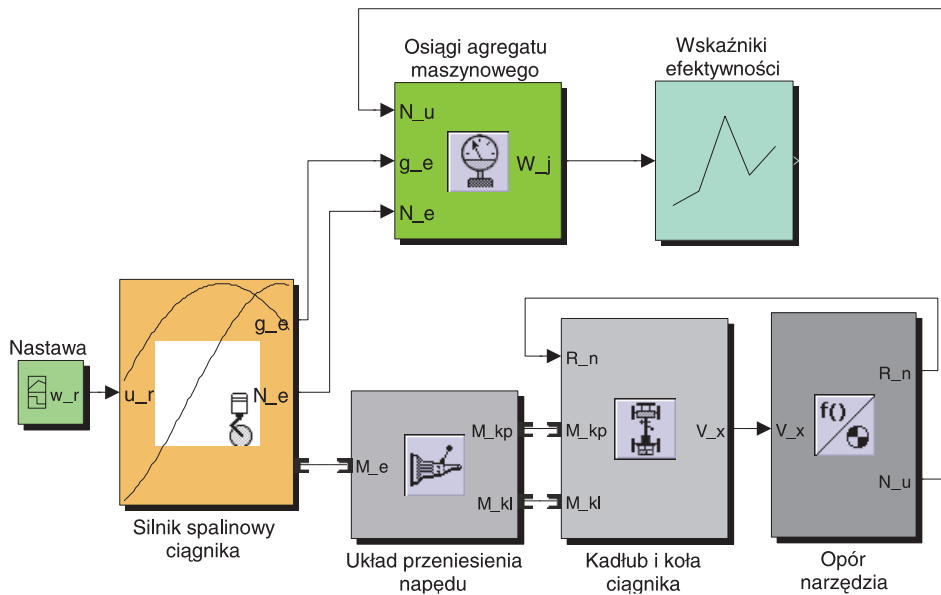 Osiągi agregatu
maszynowego
N_u
g_e
N_e
W_j
Wskaźniki
efektywności
Nastawa
w_r
u_r
g_e
N_e
Silnik spalinowy
ciągnika
M_e
M_kp
M_kl
Układ przeniesienia
napędu
R_n
M_kp
M_kl
V_x
Kadłub i koła
ciągnika
V_x
f()
R_n
N_u
Opór
narzędzia